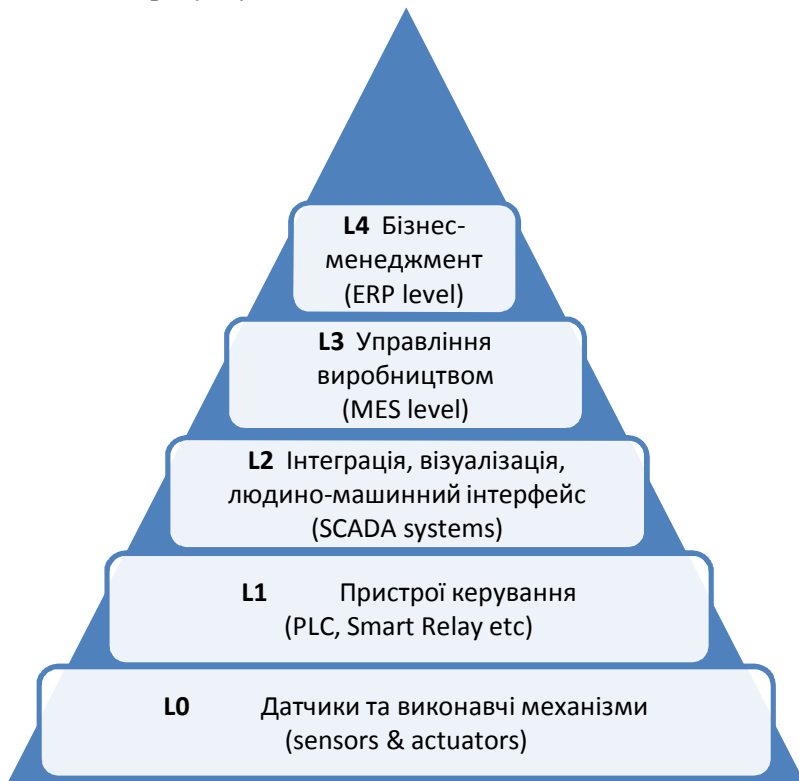 L4 Бізнес-
менеджмент
(ERP level)
L3 Управління
виробництвом
(MES level)
L2 Інтеграція, візуалізація,
людино-машинний інтерфейс
(SCADA systems)
L1 Пристрої керування
(PLC, Smart Relay etc)
L0 Датчики та виконавчі механізми
(sensors & actuators)